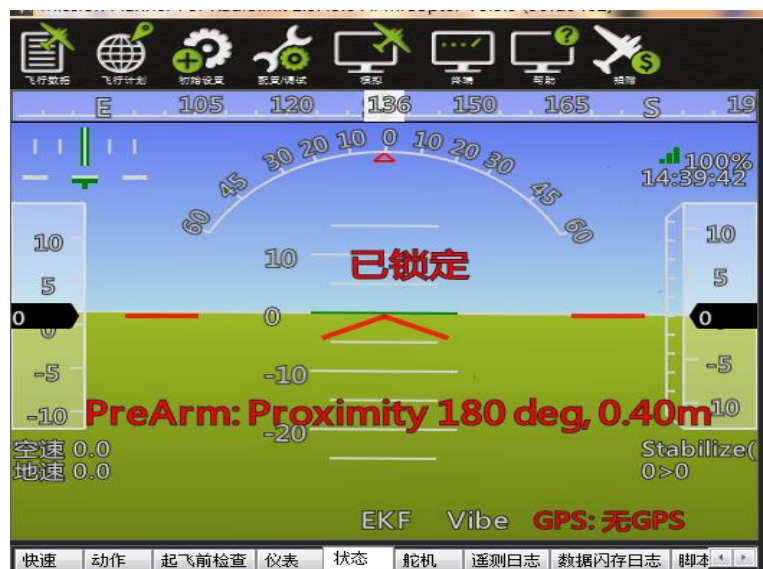 飞行数据 飞行计划 初始设置 配置/调试 模拟 终端 帮助 捐赠
E 105 120 136 150 165 S 19
60 45 30 20 10 0 10 20 30 45 60
100%
14:39:42
10 10 10
已锁定
5 5
0 0 0
0
-5 -10 -5
PreArm: Proximity 180 deg, 0.40m
-10 -20 -10
空速 0.0 Stabilize(
地速 0.0 0>0
EKF Vibe GPS: 无GPS
快速 动作 起飞前检查 仪表 状态 舵机 遥测日志 数据闪存日志 脚本